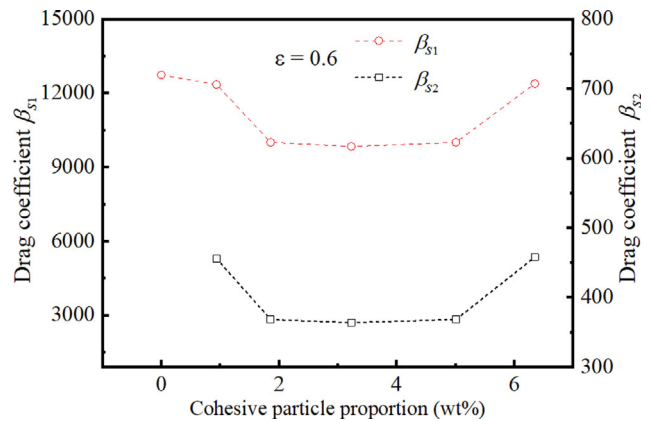 15000
12000
9000
6000
3000
Drag coefficient βs1
ε = 0.6
βs1
βs2
800
700
600
500
400
300
Drag coefficient βs2
0 2 4 6
Cohesive particle proportion (wt%)